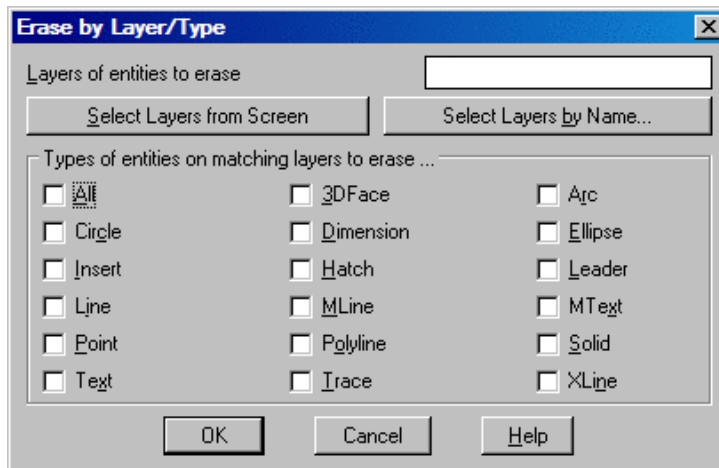 Erase by Layer/Type
Layers of entities to erase
Select Layers from Screen Select Layers by Name...
Types of entities on matching layers to erase ...
All 3DFace Arc
Circle Dimension Ellipse
Insert Hatch Leader
Line MLine MText
Point Polyline Solid
Text Trace XLine
OK Cancel Help